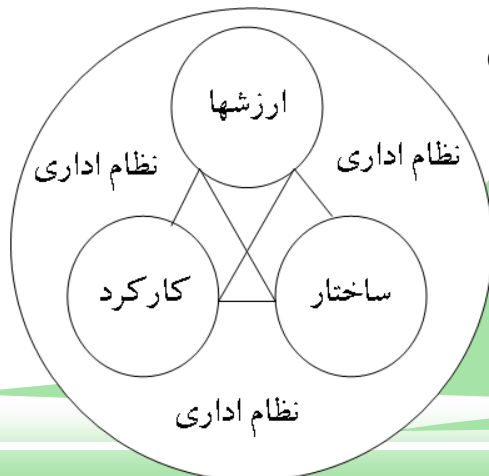 ارزشها
نظام اداری
نظام اداری
ساختار
کارکرد
نظام اداری